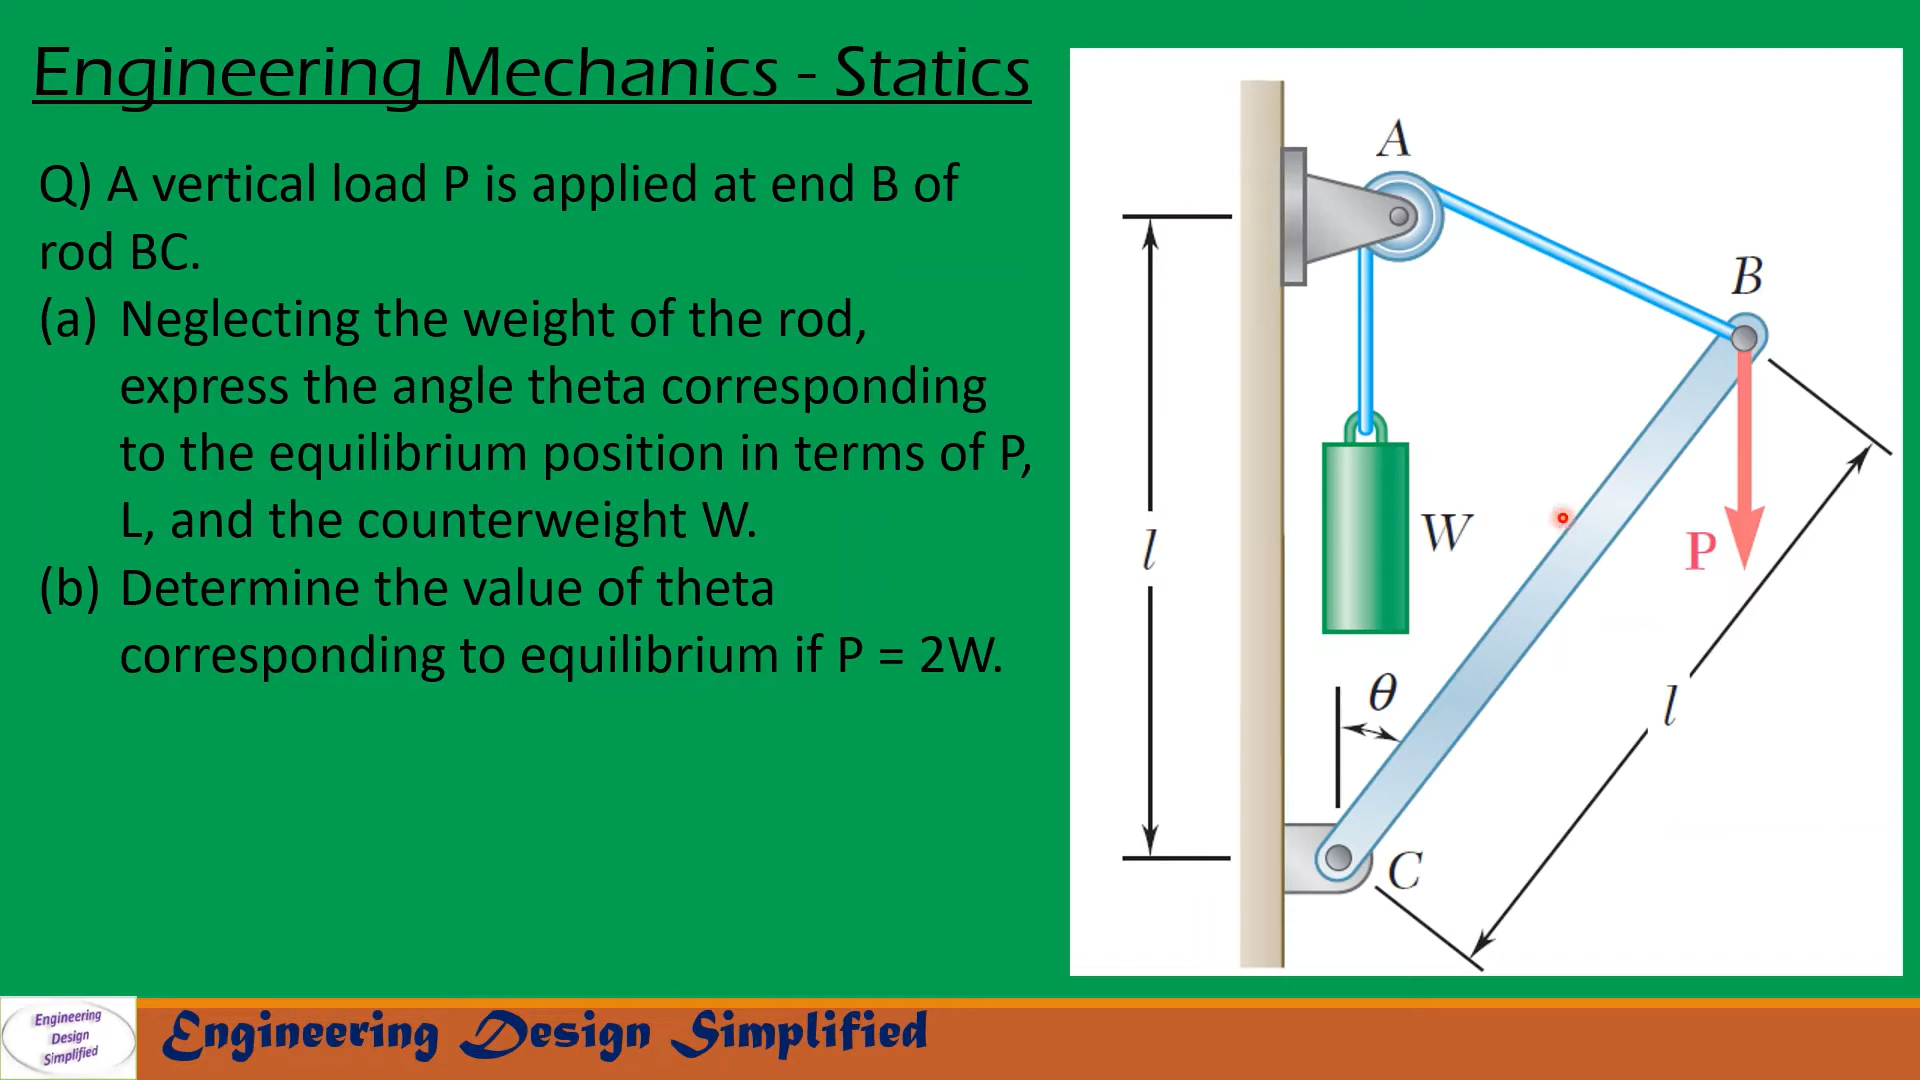 Engineering Mechanics - Statics
Q) A vertical load P is applied at end B of
rod BC.
(a) Neglecting the weight of the rod,
express the angle theta corresponding
to the equilibrium position in terms of P,
L, and the counterweight W.
(b) Determine the value of theta
corresponding to equilibrium if P = 2W.
A
B
l
W
P
θ
l
C
Engineering
Design
Simplified
Engineering Design Simplified